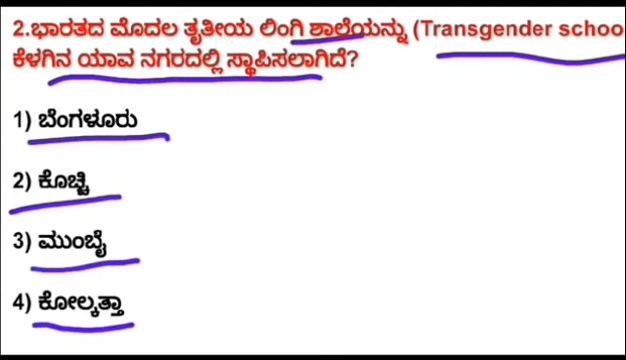 2.ಭಾರತದ ಮೊದಲ ತೃತೀಯ ಲಿಂಗಿ ಶಾಲೆಯನ್ನು (Transgender schoo
ಕೆಳಗಿನ ಯಾವ ನಗರದಲ್ಲಿ ಸ್ಥಾಪಿಸಲಾಗಿದೆ?
1) ಬೆಂಗಳೂರು
2) ಕೊಚ್ಚಿ
3) ಮುಂಬೈ
4) ಕೋಲ್ಕತ್ತಾ